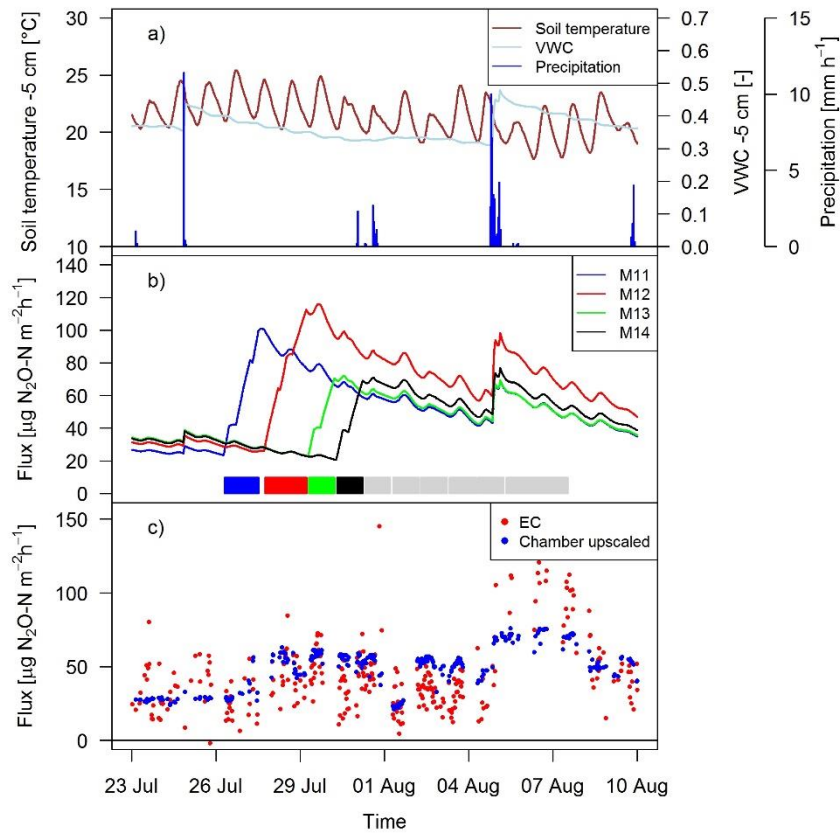 a)
Soil temperature
VWC
Precipitation
Soil temperature -5 cm [°C]
30
25
20
15
10
0.7
0.6
0.5
0.4
0.3
0.2
0.1
0.0
VWC -5 cm [-]
15
10
5
0
Precipitation [mm h⁻¹]
b)
M11
M12
M13
M14
Flux [µg N₂O-N m⁻²h⁻¹]
140
120
100
80
60
40
20
0
c)
EC
Chamber upscaled
Flux [µg N₂O-N m⁻²h⁻¹]
150
100
50
0
23 Jul 26 Jul 29 Jul 01 Aug 04 Aug 07 Aug 10 Aug
Time